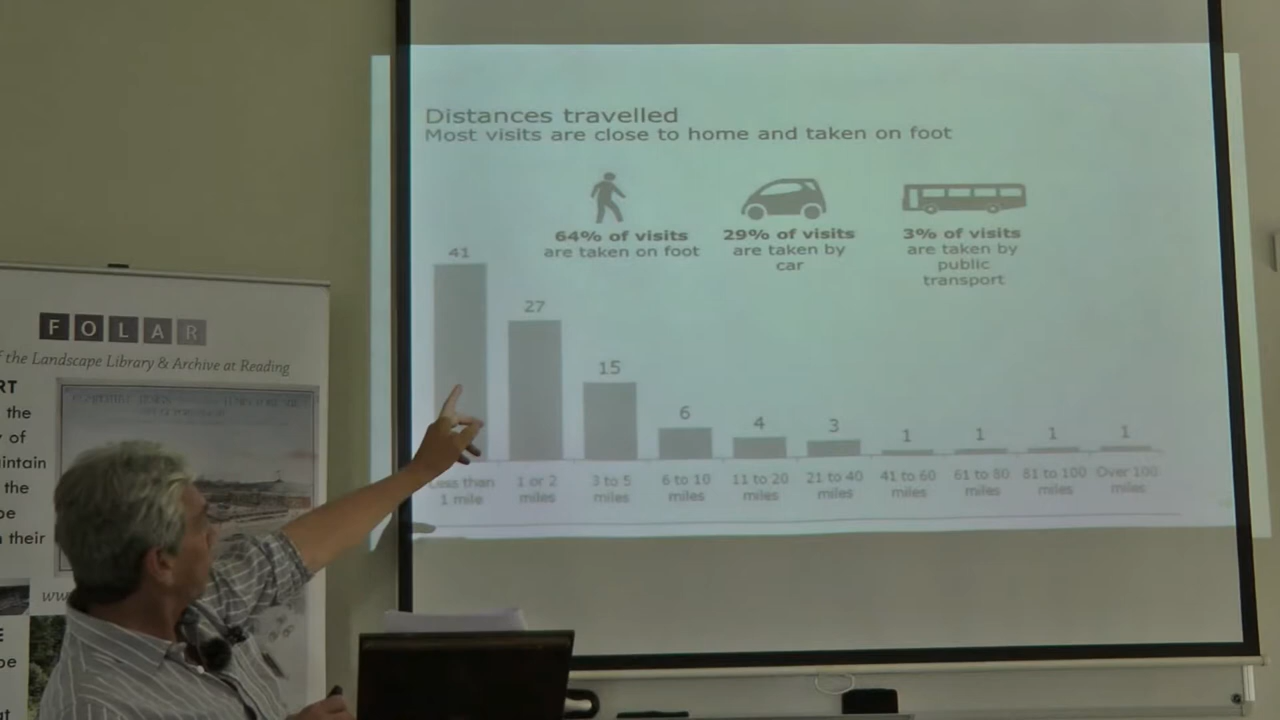 Distances travelled
Most visits are close to home and taken on foot
64% of visits
are taken on foot
29% of visits
are taken by
car
3% of visits
are taken by
public
transport
41
27
15
6
4
3
1
1
1
1
Less than
1 mile
1 or 2
miles
3 to 5
miles
6 to 10
miles
11 to 20
miles
21 to 40
miles
41 to 60
miles
61 to 80
miles
81 to 100
miles
Over 100
miles
FOLAR
f the Landscape Library & Archive at Reading
RT
the
of
intain
the
be
their
ww
E
be
at